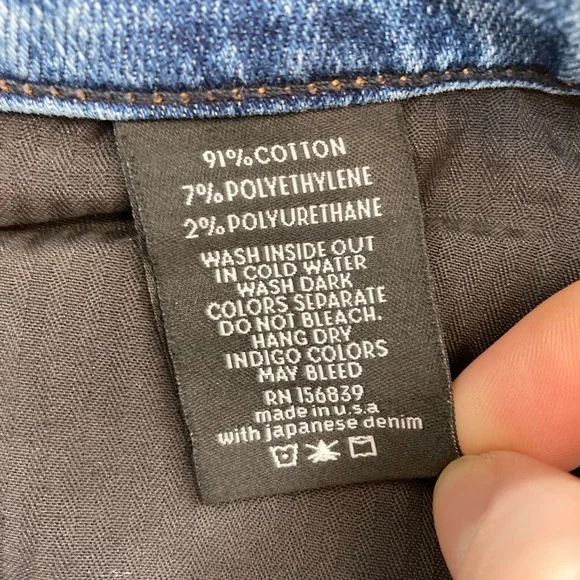 91% COTTON
7% POLYETHYLENE
2% POLYURETHANE
WASH INSIDE OUT
IN COLD WATER
WASH DARK
COLORS SEPARATE
DO NOT BLEACH.
HANG DRY
INDIGO COLORS
MAY BLEED
RN 156839
made in u.s.a
with japanese denim